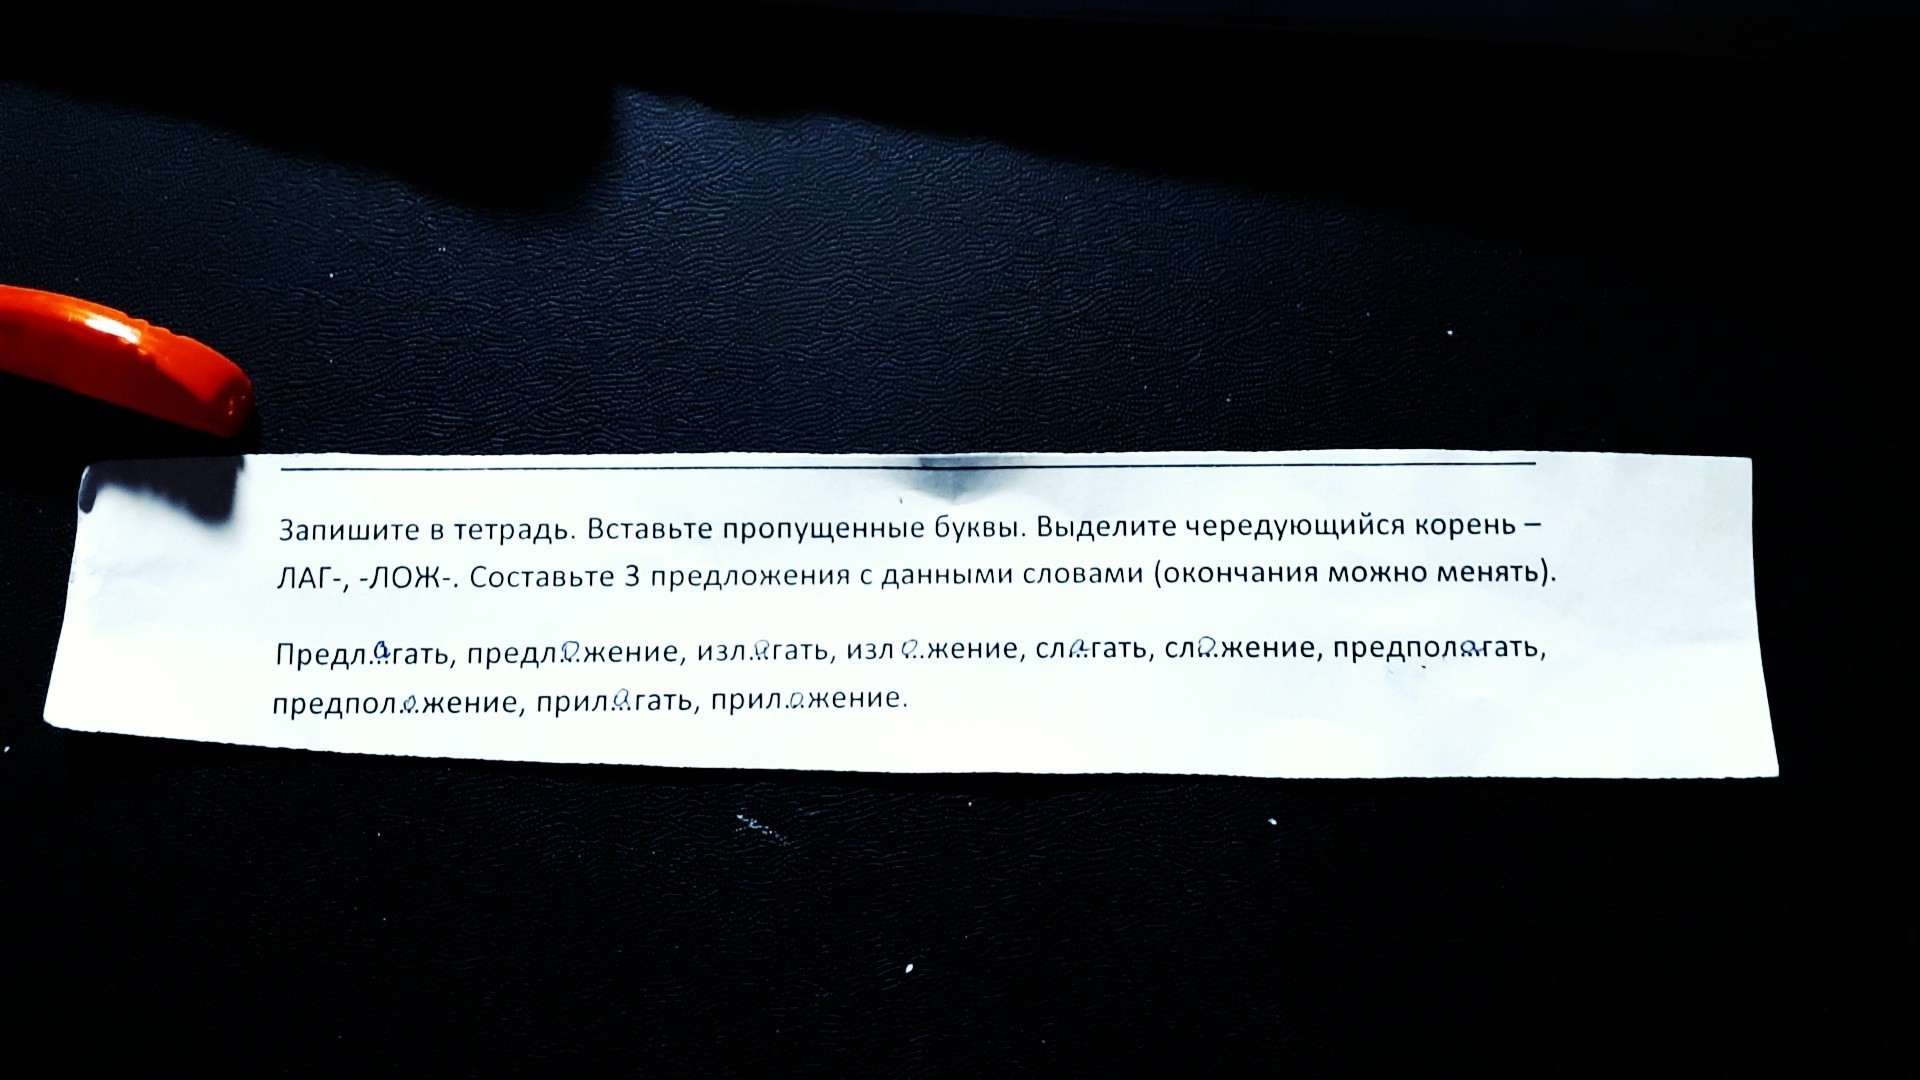 Запишите в тетрадь. Вставьте пропущенные буквы. Выделите чередующийся корень –
ЛАГ-, -ЛОЖ-. Составьте 3 предложения с данными словами (окончания можно менять).
Предл.а.гать, предл.о.жение, изл.а.гать, изл о..жение, сл.а.гать, сл.о.жение, предпол.а.гать,
предпол.о.жение, прил.а.гать, прил.о.жение.